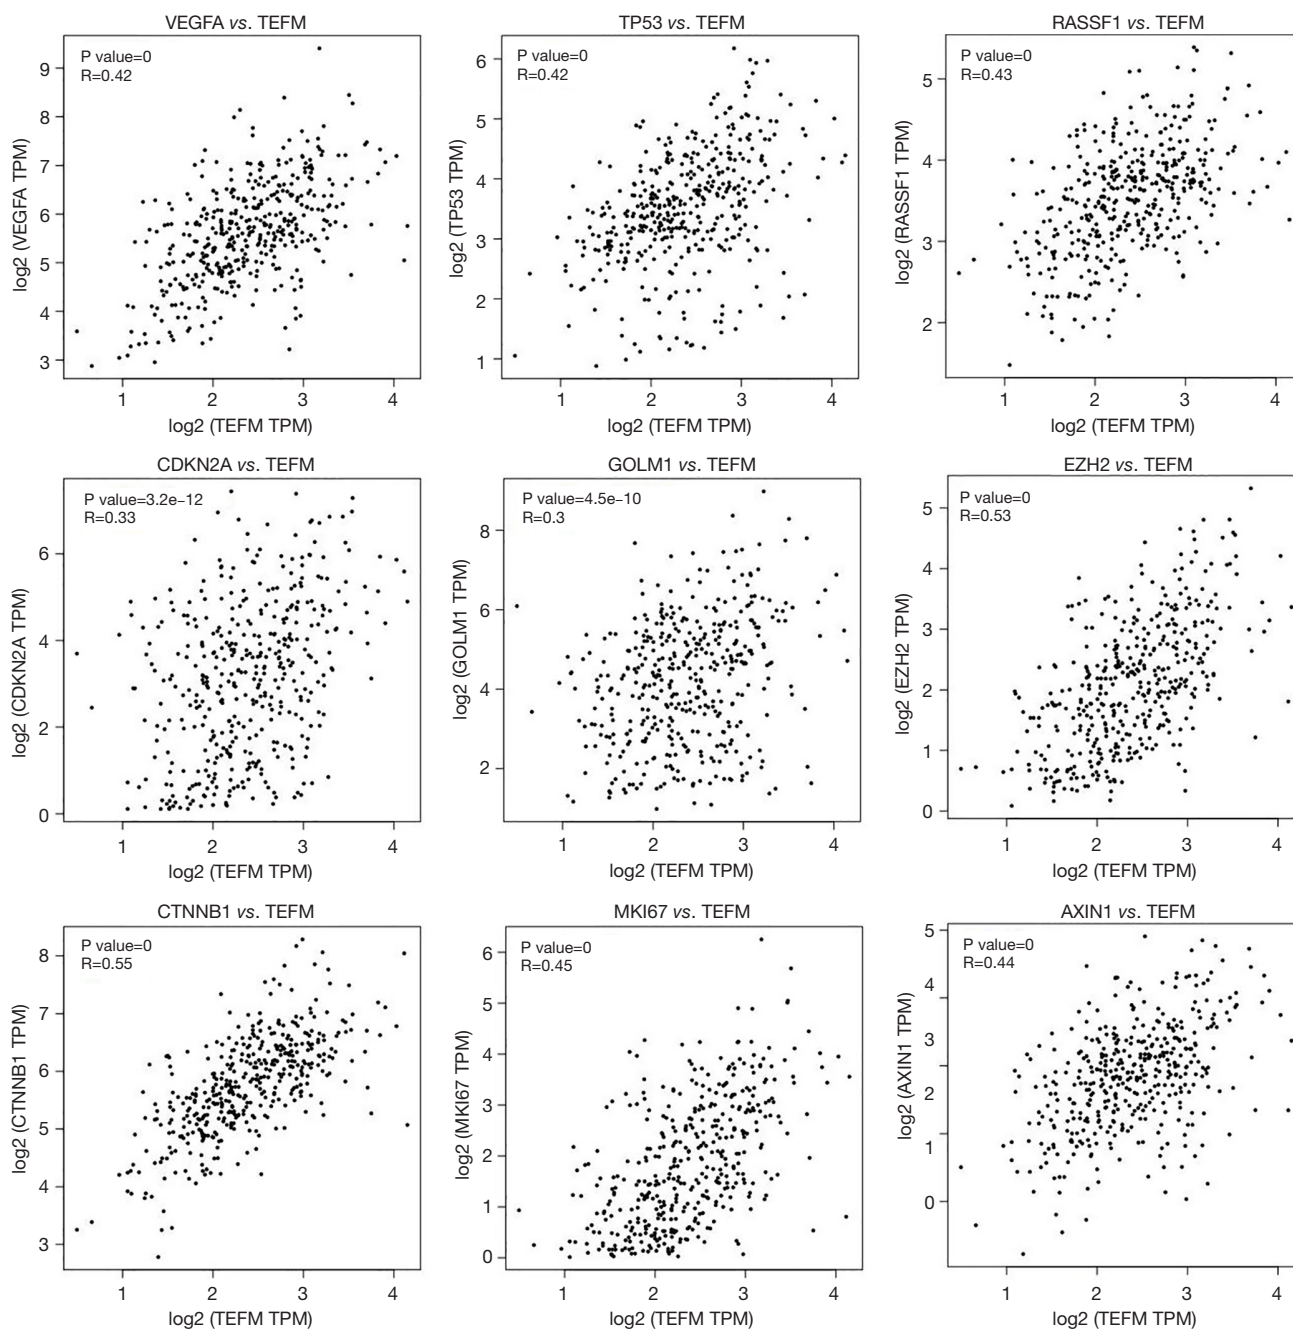 VEGFA vs. TEFM
P value=0
R=0.42
log2 (VEGFA TPM)
9
8
7
6
5
4
3
1 2 3 4
log2 (TEFM TPM)
TP53 vs. TEFM
P value=0
R=0.42
log2 (TP53 TPM)
6
5
4
3
2
1
1 2 3 4
log2 (TEFM TPM)
RASSF1 vs. TEFM
P value=0
R=0.43
log2 (RASSF1 TPM)
5
4
3
2
1 2 3 4
log2 (TEFM TPM)
CDKN2A vs. TEFM
P value=3.2e−12
R=0.33
log2 (CDKN2A TPM)
6
4
2
0
1 2 3 4
log2 (TEFM TPM)
GOLM1 vs. TEFM
P value=4.5e−10
R=0.3
log2 (GOLM1 TPM)
8
6
4
2
1 2 3 4
log2 (TEFM TPM)
EZH2 vs. TEFM
P value=0
R=0.53
log2 (EZH2 TPM)
5
4
3
2
1
0
1 2 3 4
log2 (TEFM TPM)
CTNNB1 vs. TEFM
P value=0
R=0.55
log2 (CTNNB1 TPM)
8
7
6
5
4
3
1 2 3 4
log2 (TEFM TPM)
MKI67 vs. TEFM
P value=0
R=0.45
log2 (MKI67 TPM)
6
5
4
3
2
1
0
1 2 3 4
log2 (TEFM TPM)
AXIN1 vs. TEFM
P value=0
R=0.44
log2 (AXIN1 TPM)
5
4
3
2
1
0
1 2 3 4
log2 (TEFM TPM)